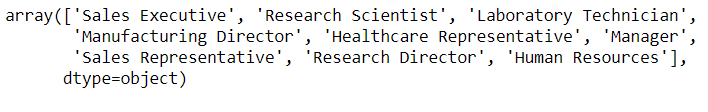 array(['Sales Executive', 'Research Scientist', 'Laboratory Technician',
'Manufacturing Director', 'Healthcare Representative', 'Manager',
'Sales Representative', 'Research Director', 'Human Resources'],
dtype=object)